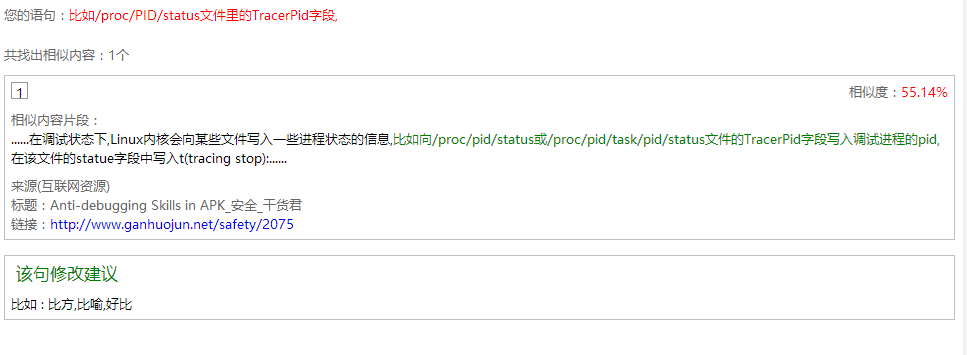 您的语句：比如/proc/PID/status文件里的TracerPid字段,
共找出相似内容：1个
1
相似度：55.14%
相似内容片段：
......在调试状态下,Linux内核会向某些文件写入一些进程状态的信息,比如向/proc/pid/status或/proc/pid/task/pid/status文件的TracerPid字段写入调试进程的pid,
在该文件的statue字段中写入t(tracing stop):......
来源(互联网资源)
标题：Anti-debugging Skills in APK_安全_干货君
链接：http://www.ganhuojun.net/safety/2075
该句修改建议
比如：比方,比喻,好比